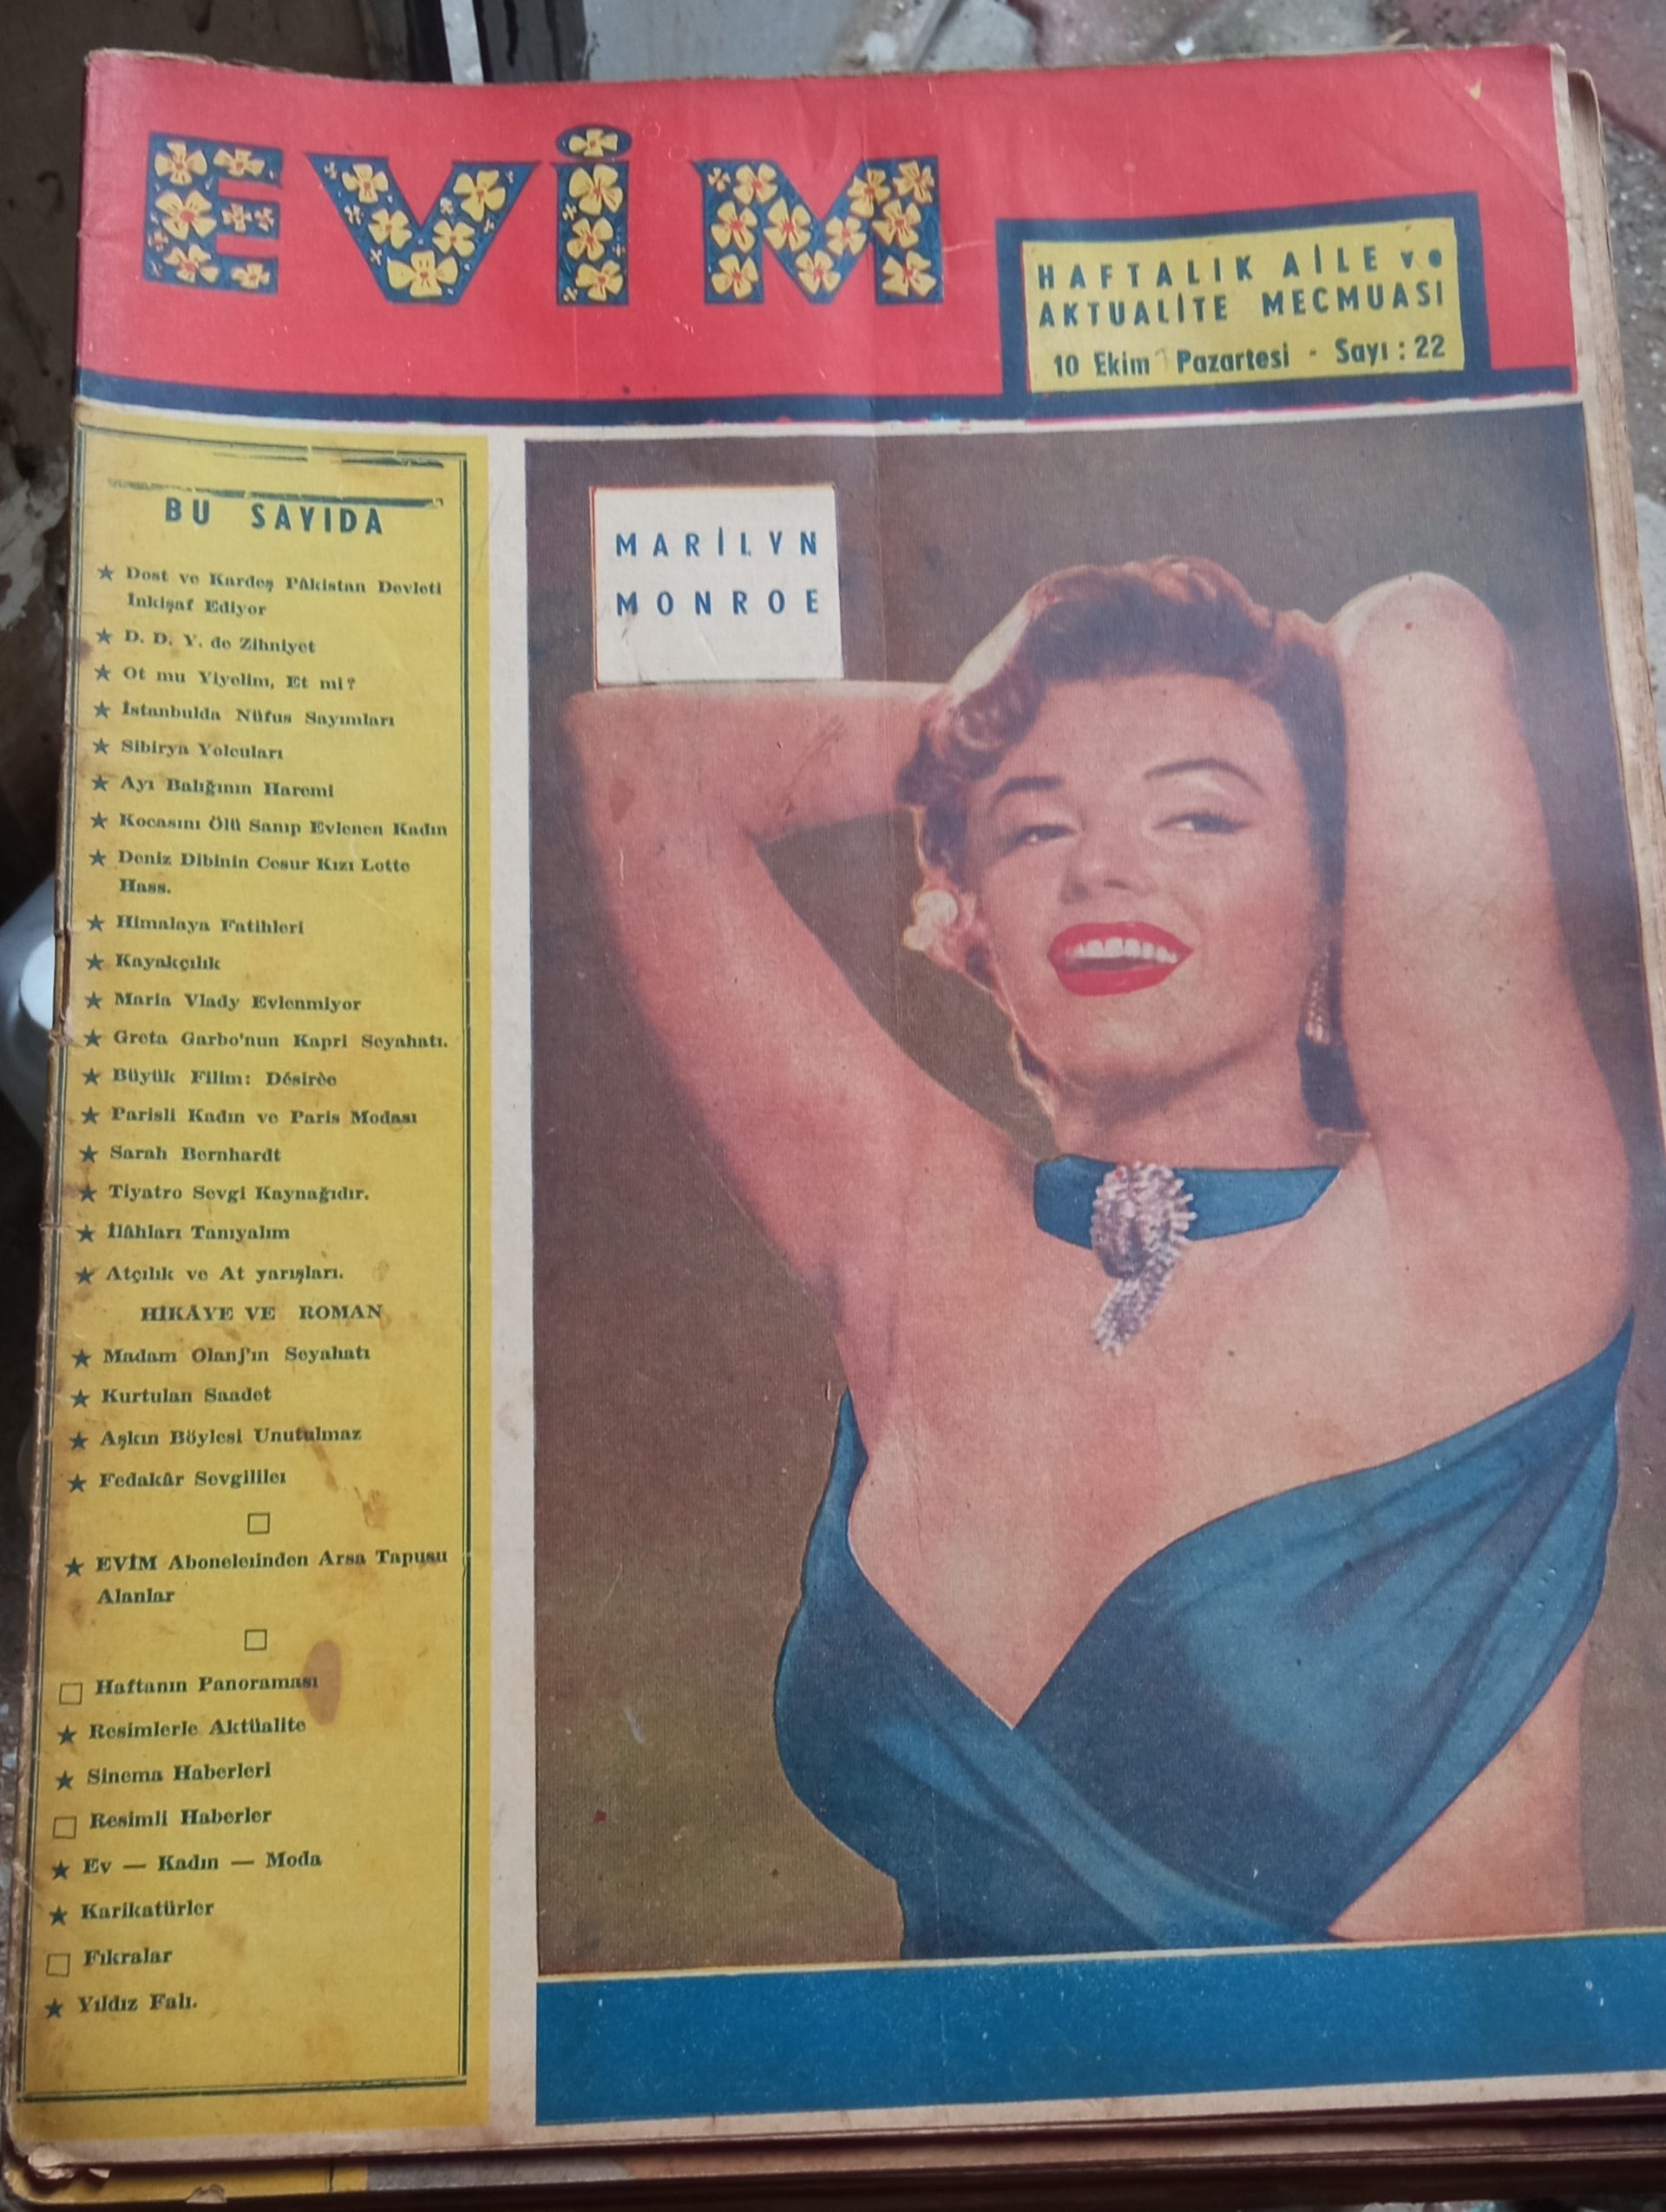 EVİM
HAFTALIK AİLE ve
AKTUALİTE MECMUASI
10 Ekim Pazartesi - Sayı : 22
BU SAYIDA
★ Dost ve Kardeş Pâkistan Devleti
İnkişaf Ediyor
★ D. D. Y. de Zihniyet
★ Ot mu Yiyelim, Et mi?
★ İstanbulda Nüfus Sayımları
★ Sibirya Yolcuları
★ Ayı Balığının Haremi
★ Kocasını Ölü Sanıp Evlenen Kadın
★ Deniz Dibinin Cesur Kızı Lotte
Hass.
★ Himalaya Fatihleri
★ Kayakçılık
★ Maria Vlady Evlenmiyor
★ Greta Garbo'nun Kapri Seyahatı.
★ Büyük Filim: Désirèe
★ Parisli Kadın ve Paris Modası
★ Sarah Bernhardt
★ Tiyatro Sevgi Kaynağıdır.
★ İlâhları Tanıyalım
★ Atçılık ve At yarışları.
HİKÂYE VE ROMAN
★ Madam Olanj'ın Seyahatı
★ Kurtulan Saadet
★ Aşkın Böylesi Unutulmaz
★ Fedakâr Sevgililer
□
★ EVİM Abonelerinden Arsa Tapusu
Alanlar
□
□ Haftanın Panoraması
★ Resimlerle Aktüalite
★ Sinema Haberleri
□ Resimli Haberler
★ Ev — Kadın — Moda
★ Karikatürler
□ Fıkralar
★ Yıldız Falı.
MARİLYN
MONROE